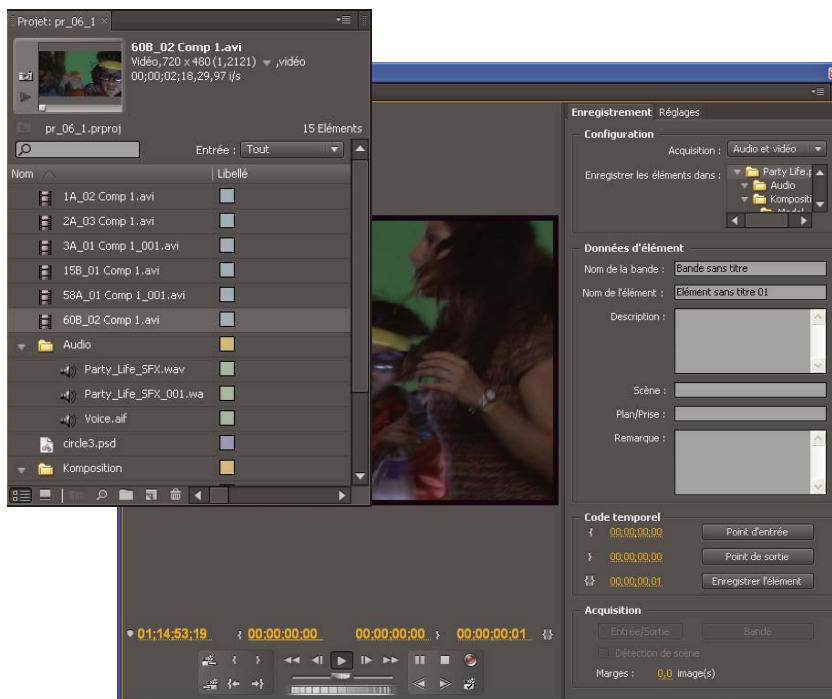 Projet: pr_06_1 ×
60B_02 Comp 1.avi
Vidéo,720 x 480 (1,2121) ,vidéo
00;00;02;18,29,97 i/s
pr_06_1.prproj 15 Eléments
Entrée : Tout
Nom Libellé
1A_02 Comp 1.avi
2A_03 Comp 1.avi
3A_01 Comp 1_001.avi
15B_01 Comp 1.avi
58A_01 Comp 1_001.avi
60B_02 Comp 1.avi
Audio
Party_Life_SFX.wav
Party_Life_SFX_001.wa
Voice.aif
circle3.psd
Komposition
Enregistrement Réglages
Configuration
Acquisition : Audio et vidéo
Enregistrer les éléments dans : Party Life.p
Audio
Kompositi
Données d'élément
Nom de la bande : Bande sans titre
Nom de l'élément : Elément sans titre 01
Description :
Scène :
Plan/Prise :
Remarque :
Code temporel
{ 00;00;00;00 Point d'entrée
} 00;00;00;00 Point de sortie
{} 00;00;00;01 Enregistrer l'élément
Acquisition
Entrée/Sortie Bande
Détection de scène
Marges : 0,0 image(s)
01;14;53;19 { 00;00;00;00 00;00;00;00 } 00;00;00;01 {}